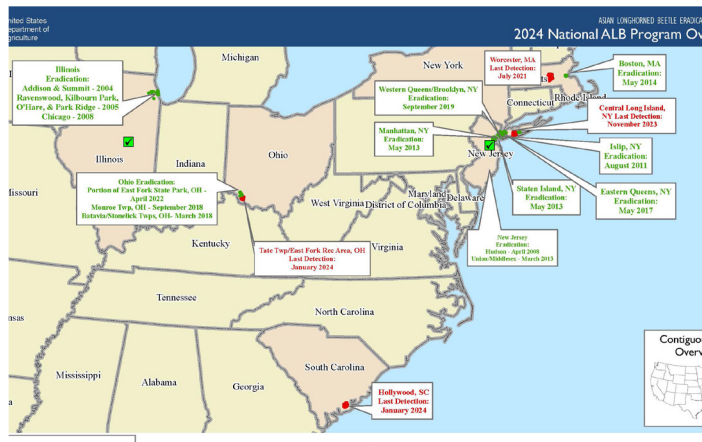 nited States
epartment of
griculture
ASIAN LONGHORNED BEETLE ERADICA
2024 National ALB Program Ov
Michigan
New York
Worcester, MA
Last Detection:
July 2021
ts
Boston, MA
Eradication:
May 2014
Illinois
Eradication:
Addison & Summit - 2004
Ravenswood, Kilbourn Park,
O'Hare, & Park Ridge - 2005
Chicago - 2008
Western Queens/Brooklyn, NY
Eradication:
September 2019
Connecticut
Rhode Island
Central Long Island,
NY Last Detection:
November 2023
Manhattan, NY
Eradication:
May 2013
New Jersey
Islip, NY
Eradication:
August 2011
Illinois
Indiana
Ohio
issouri
Ohio Eradication:
Portion of East Fork State Park, OH -
April 2022
Monroe Twp, OH - September 2018
Batavia/Stonelick Twps, OH- March 2018
West Virginia
Maryland
District of Columbia
Delaware
Staten Island, NY
Eradication:
May 2013
Eastern Queens, NY
Eradication:
May 2017
Kentucky
Virginia
New Jersey
Eradication:
Hudson - April 2008
Union/Middlesex - March 2013
Tate Twp/East Fork Rec Area, OH
Last Detection:
January 2024
Tennessee
North Carolina
nsas
South Carolina
Mississippi
Alabama
Georgia
Hollywood, SC
Last Detection:
January 2024
Contiguo
Overv